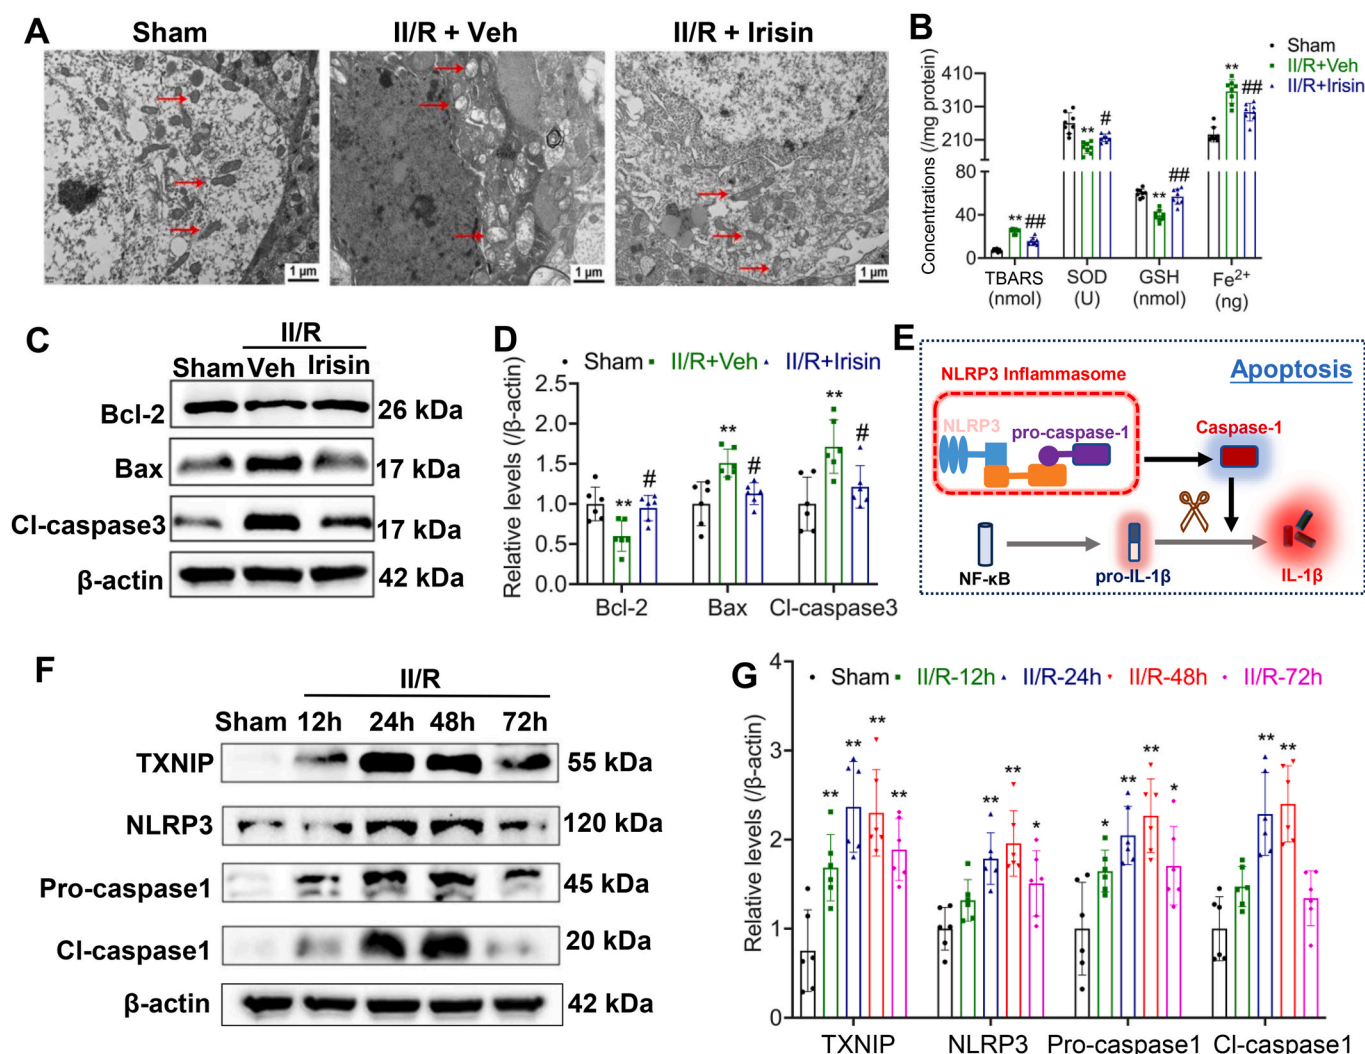 A
Sham
II/R + Veh
II/R + Irisin
1 μm
1 μm
1 μm
B
Sham
II/R+Veh
II/R+Irisin
Concentrations (/mg protein)
410
310
210
80
40
0
** ##
** #
** ##
** ##
TBARS
(nmol)
SOD
(U)
GSH
(nmol)
Fe²⁺
(ng)
C
II/R
Sham Veh Irisin
Bcl-2 26 kDa
Bax 17 kDa
Cl-caspase3 17 kDa
β-actin 42 kDa
D
Sham II/R+Veh II/R+Irisin
Relative levels (/β-actin)
2.5
2.0
1.5
1.0
0.5
0.0
** #
** #
** #
Bcl-2 Bax Cl-caspase3
E
Apoptosis
NLRP3 Inflammasome
NLRP3
pro-caspase-1
Caspase-1
NF-κB
pro-IL-1β
IL-1β
F
II/R
Sham 12h 24h 48h 72h
TXNIP 55 kDa
NLRP3 120 kDa
Pro-caspase1 45 kDa
Cl-caspase1 20 kDa
β-actin 42 kDa
G
Sham II/R-12h II/R-24h II/R-48h II/R-72h
Relative levels (/β-actin)
4
3
2
1
0
** ** ** **
** ** *
* ** ** *
** **
TXNIP NLRP3 Pro-caspase1 Cl-caspase1